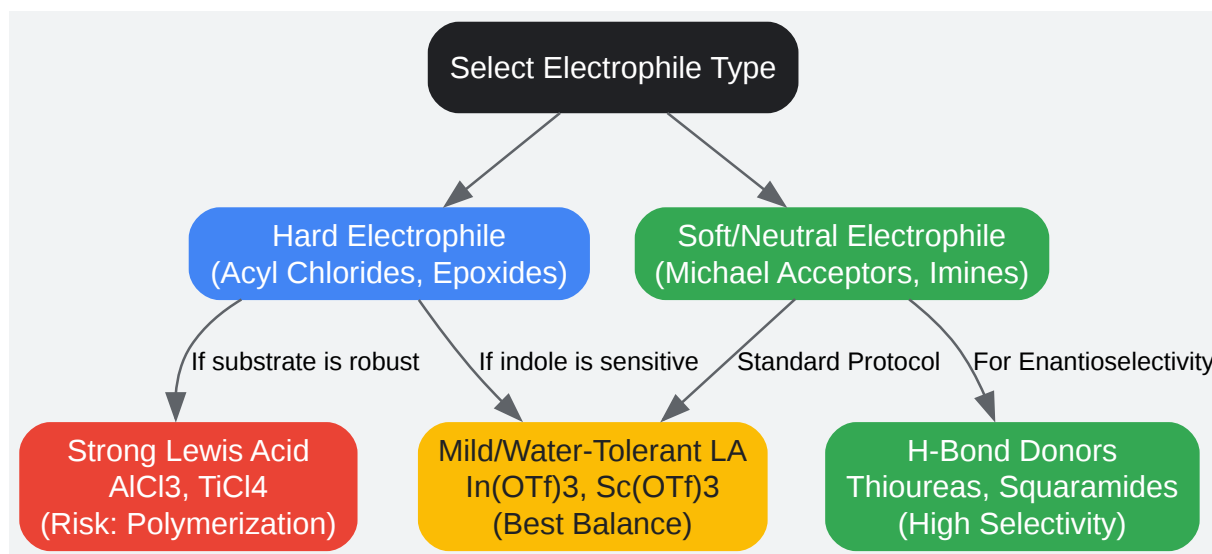 Select Electrophile Type
Hard Electrophile
(Acyl Chlorides, Epoxides)
Soft/Neutral Electrophile
(Michael Acceptors, Imines)
If substrate is robust
If indole is sensitive
Standard Protocol
For Enantioselectivity
Strong Lewis Acid
AlCl3, TiCl4
(Risk: Polymerization)
Mild/Water-Tolerant LA
In(OTf)3, Sc(OTf)3
(Best Balance)
H-Bond Donors
Thioureas, Squaramides
(High Selectivity)